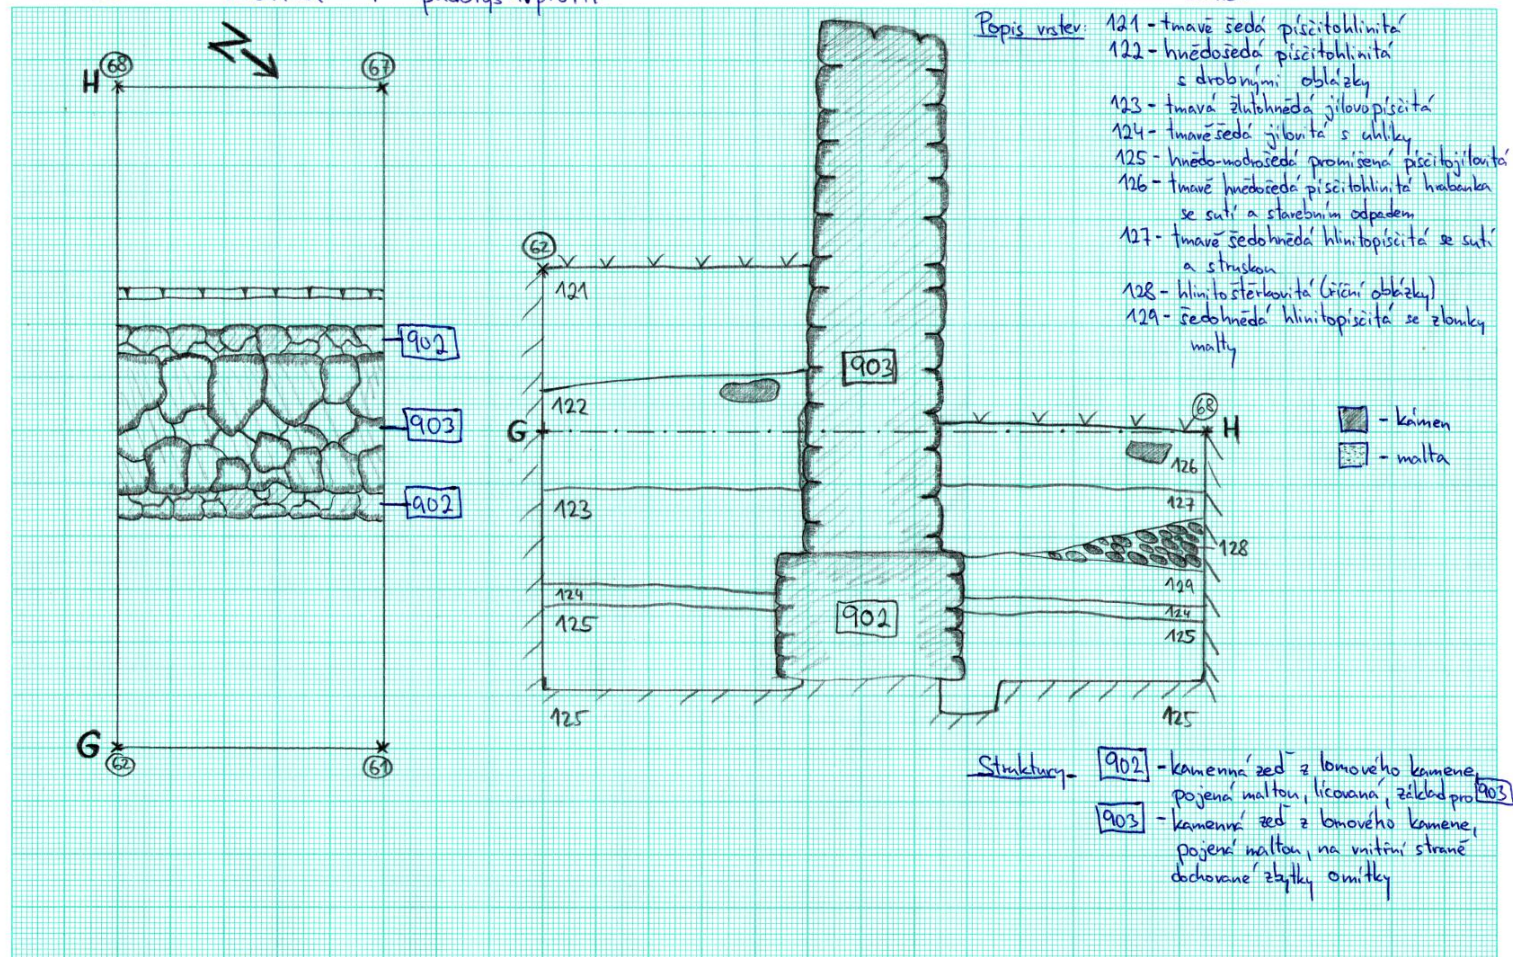 půdorys a profil
Popis vrstev: 121 - tmavě šedá písčitohlinitá
122 - hnědošedá písčitohlinitá
s drobnými oblázky
123 - tmavá žlutohnědá jílovopísčitá
124 - tmavě šedá jílovitá s uhlíky
125 - hnědo-modrošedá promísená písčitojílovitá
126 - tmavě hnědošedá písčitohlinitá hrabanka
se sutí a stavebním odpadem
127 - tmavě šedohnědá hlinitopísčitá se sutí
a struskou
128 - hlinitoštěrkovitá (říční oblázky)
129 - šedohnědá hlinitopísčitá se zlomky
malty
N
H 68 67
902
903
902
G 62 61
62
121
122
G
123
124
125
125
903
902
68
H
126
127
128
129
124
125
125
- kámen
- malta
Struktury - 902 - kamenná zeď z lomového kamene,
pojená maltou, lícovaná, základ pro 903
903 - kamenná zeď z lomového kamene,
pojená maltou, na vnitřní straně
dochované zbytky omítky